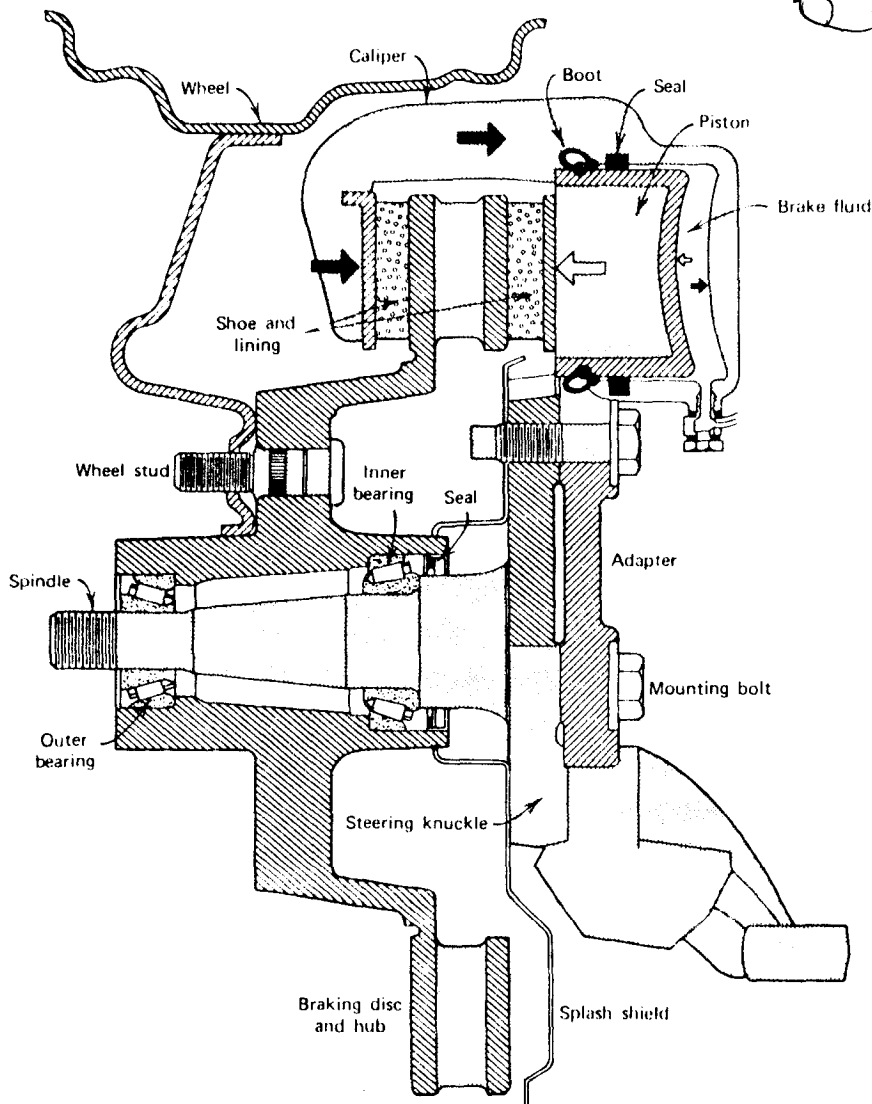 Caliper
Boot
Seal
Wheel
Piston
Brake fluid
Shoe and
lining
Wheel stud
Inner
bearing
Seal
Spindle
Adapter
Mounting bolt
Outer
bearing
Steering knuckle
Braking disc
and hub
Splash shield